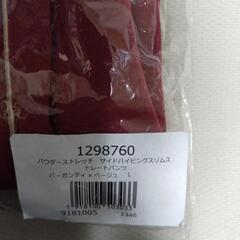 1298760
パウダーストレッチ　サイドパイピングスリムス
トレートパンツ
バーガンディ×ベージュ　L
9181005 1346